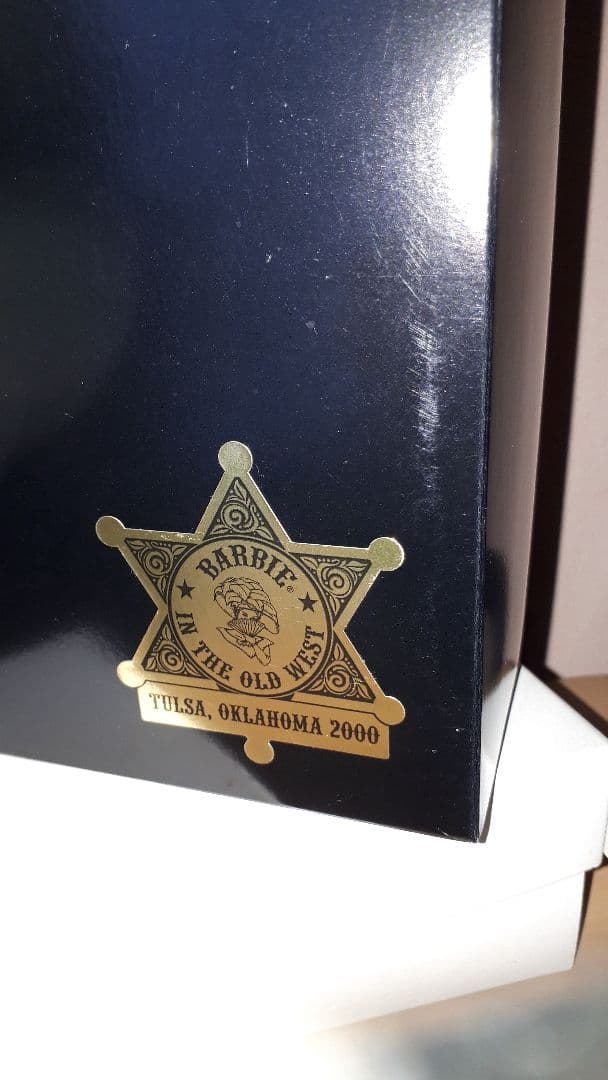 BARBIE®
IN THE OLD WEST
TULSA, OKLAHOMA 2000